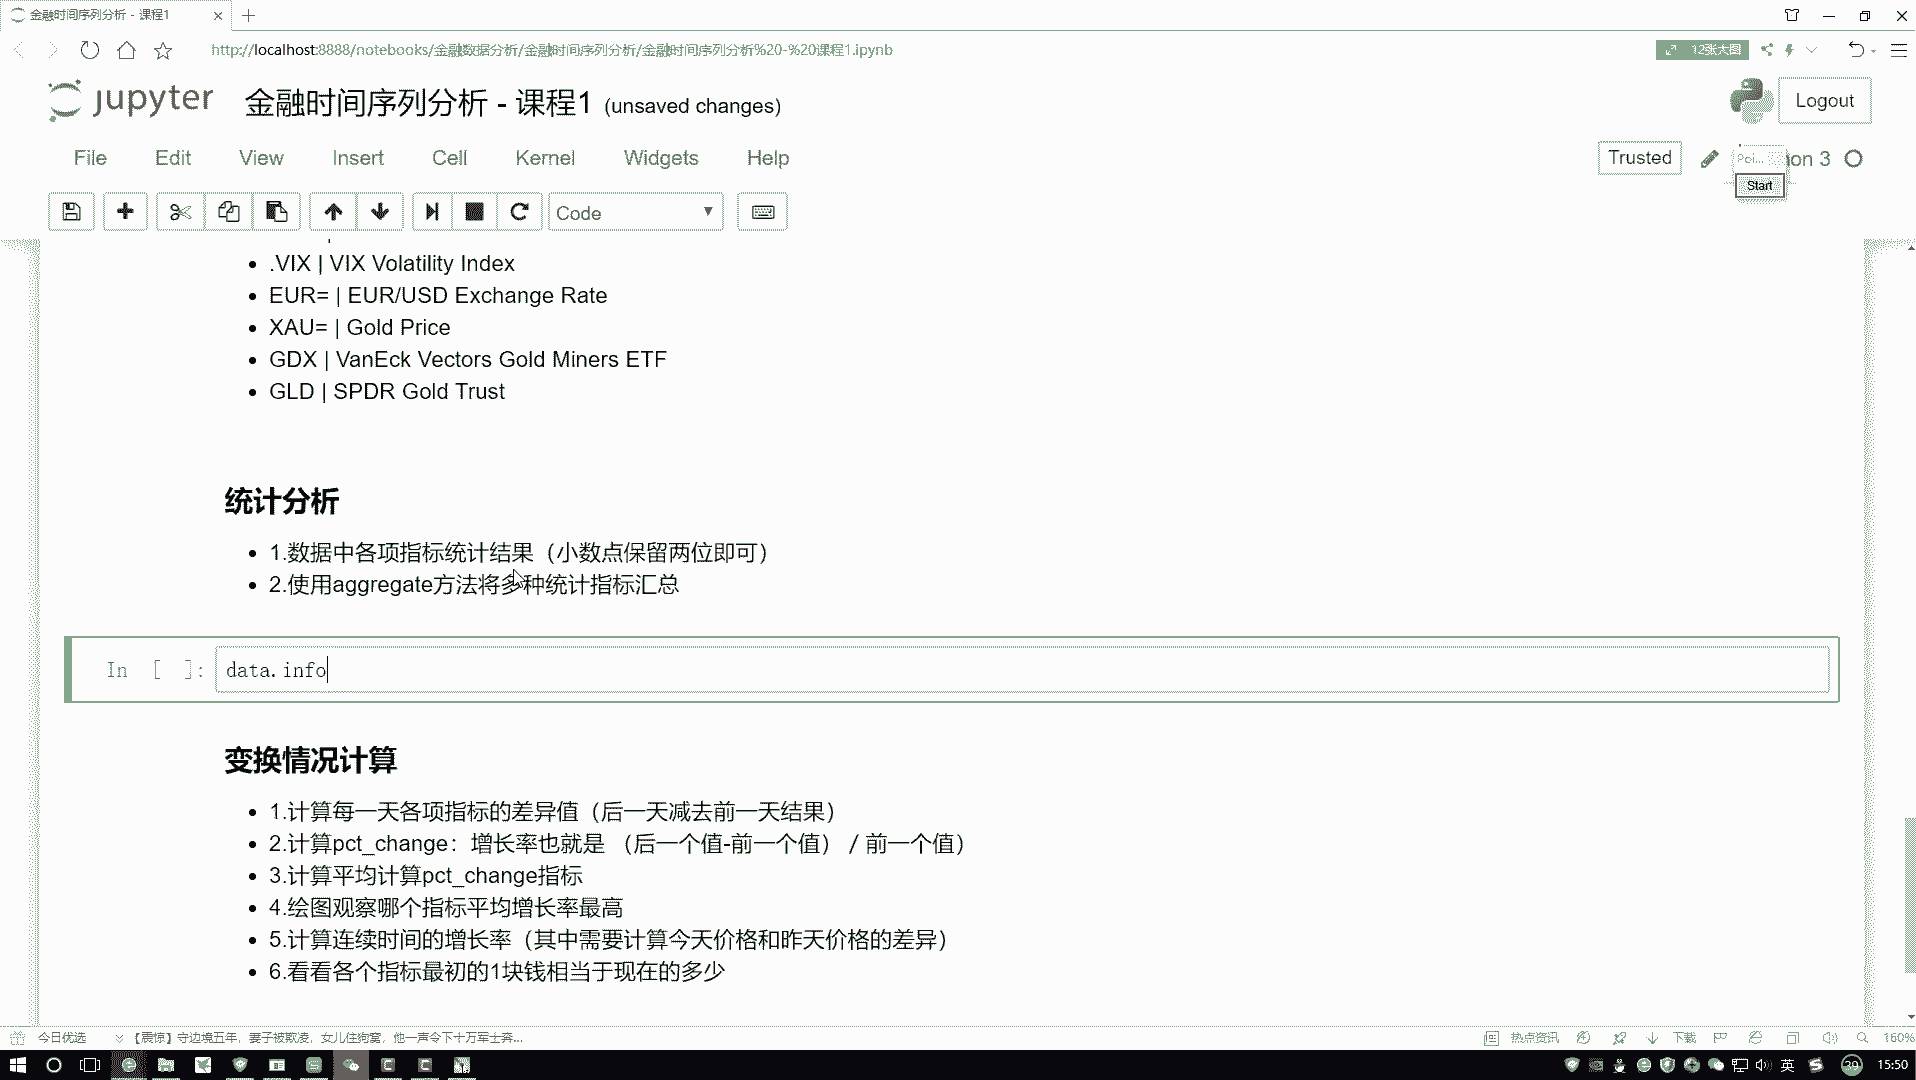 金融时间序列分析 - 课程1
http://localhost:8888/notebooks/金融数据分析/金融时间序列分析/金融时间序列分析%20-%20课程1.ipynb
12张大图
jupyter 金融时间序列分析 - 课程1 (unsaved changes)
Logout
File Edit View Insert Cell Kernel Widgets Help
Trusted
Poi... on 3
Start
Code
.VIX | VIX Volatility Index
EUR= | EUR/USD Exchange Rate
XAU= | Gold Price
GDX | VanEck Vectors Gold Miners ETF
GLD | SPDR Gold Trust
统计分析
1.数据中各项指标统计结果（小数点保留两位即可）
2.使用aggregate方法将多种统计指标汇总
In [ ]: data.info
变换情况计算
1.计算每一天各项指标的差异值（后一天减去前一天结果）
2.计算pct_change：增长率也就是 （后一个值-前一个值） / 前一个值）
3.计算平均计算pct_change指标
4.绘图观察哪个指标平均增长率最高
5.计算连续时间的增长率（其中需要计算今天价格和昨天价格的差异）
6.看看各个指标最初的1块钱相当于现在的多少
今日优选 【震惊】守边境五年，妻子被欺凌，女儿住狗窝，他一声令下十万军士奔...
热点资讯 下载 160%
英 39 15:50